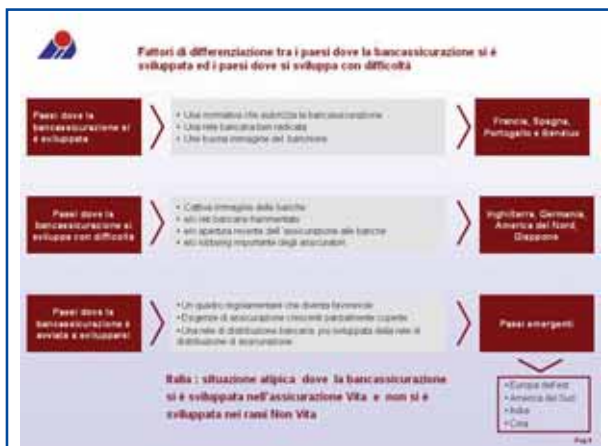 Fattori di differenziazione tra i paesi dove la bancassicurazione si è
sviluppata ed i paesi dove si sviluppa con difficoltà
Paesi dove la
bancassicurazione si
è sviluppata
• Una normativa che autorizza la bancassicurazione
• Una rete bancaria ben radicata
• Una buona immagine del banchiere
Francia, Spagna,
Portogallo e Benelux
Paesi dove la
bancassicurazione si
sviluppa con difficoltà
• Cattiva immagine delle banche
• e/o reti bancarie frammentate
• e/o apertura recente dell'assicurazione alle banche
• e/o lobbying importante degli assicuratori
Inghilterra, Germania,
America del Nord,
Giappone
Paesi dove la
bancassicurazione è
avviata a svilupparsi
• Un quadro regolamentare che diventa favorevole
• Esigenze di assicurazione crescenti parzialmente coperte
• Una rete di distribuzione bancaria più sviluppata della rete di
distribuzione di assicurazione
Paesi emergenti
Italia : situazione atipica dove la bancassicurazione
si è sviluppata nell'assicurazione Vita e non si è
sviluppata nei rami Non Vita
• Europa dell'est
• America del Sud
• India
• Cina